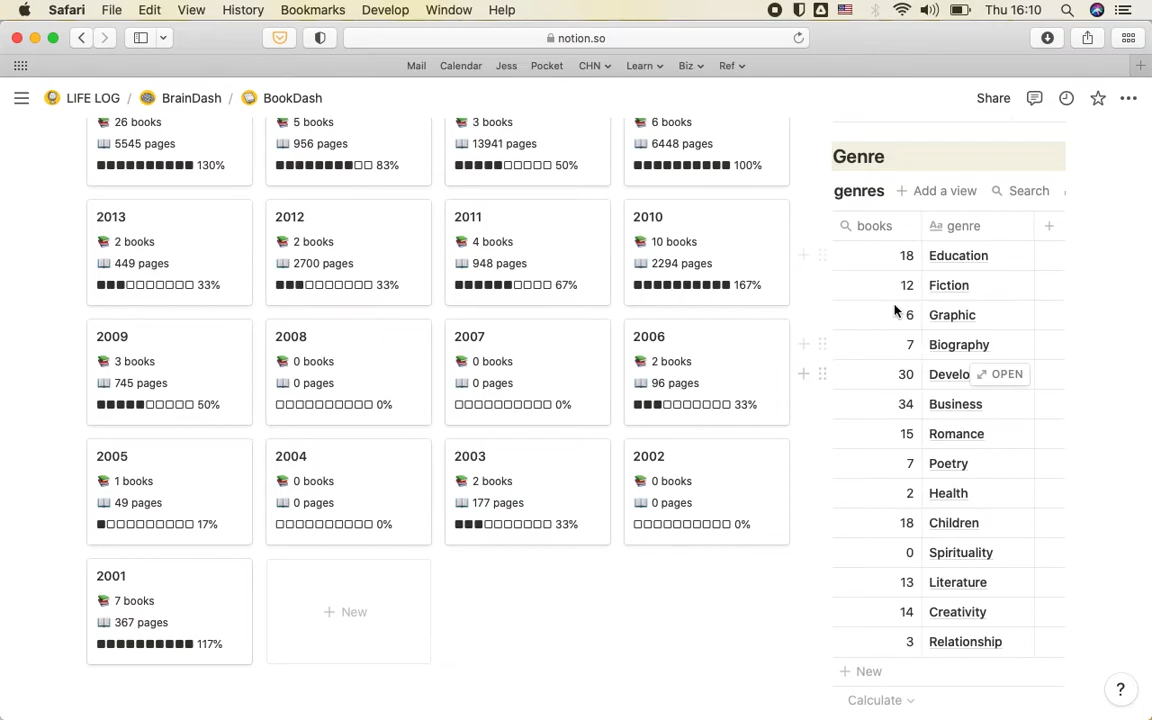 Safari File Edit View History Bookmarks Develop Window Help Thu 16:10
notion.so
Mail Calendar Jess Pocket CHN Learn Biz Ref
LIFE LOG / BrainDash / BookDash Share
26 books 5 books 3 books 6 books
5545 pages 956 pages 13941 pages 6448 pages
130% 83% 50% 100%
2013 2012 2011 2010
2 books 2 books 4 books 10 books
449 pages 2700 pages 948 pages 2294 pages
33% 33% 67% 167%
2009 2008 2007 2006
3 books 0 books 0 books 2 books
745 pages 0 pages 0 pages 96 pages
50% 0% 0% 33%
2005 2004 2003 2002
1 books 0 books 2 books 0 books
49 pages 0 pages 177 pages 0 pages
17% 0% 33% 0%
2001
7 books
367 pages
117%
+ New
Genre
genres + Add a view Search
books Aa genre +
18 Education
12 Fiction
6 Graphic
7 Biography
30 Develo OPEN
34 Business
15 Romance
7 Poetry
2 Health
18 Children
0 Spirituality
13 Literature
14 Creativity
3 Relationship
+ New
Calculate
?